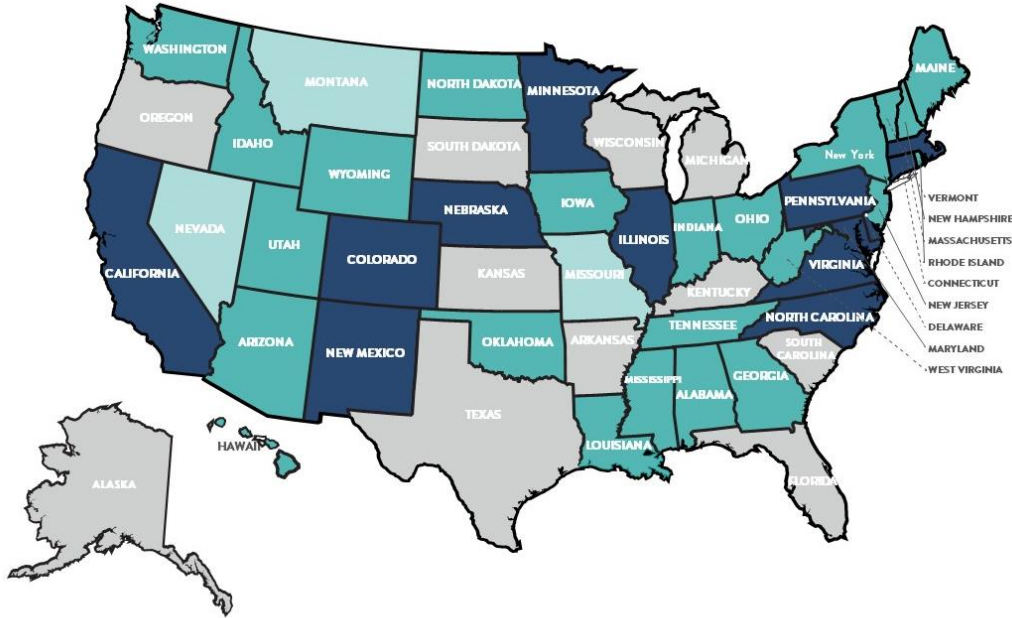 WASHINGTON
MONTANA
NORTH DAKOTA
MINNESOTA
MAINE
OREGON
IDAHO
WYOMING
SOUTH DAKOTA
WISCONSIN
MICHIGAN
New York
NEBRASKA
IOWA
PENNSYLVANIA
NEVADA
UTAH
COLORADO
KANSAS
MISSOURI
ILLINOIS
INDIANA
OHIO
VIRGINIA
CALIFORNIA
KENTUCKY
ARIZONA
NEW MEXICO
OKLAHOMA
ARKANSAS
TENNESSEE
NORTH CAROLINA
SOUTH
CAROLINA
TEXAS
LOUISIANA
MISSISSIPPI
ALABAMA
GEORGIA
FLORIDA
HAWAII
ALASKA
VERMONT
NEW HAMPSHIRE
MASSACHUSETTS
RHODE ISLAND
CONNECTICUT
NEW JERSEY
DELAWARE
MARYLAND
WEST VIRGINIA